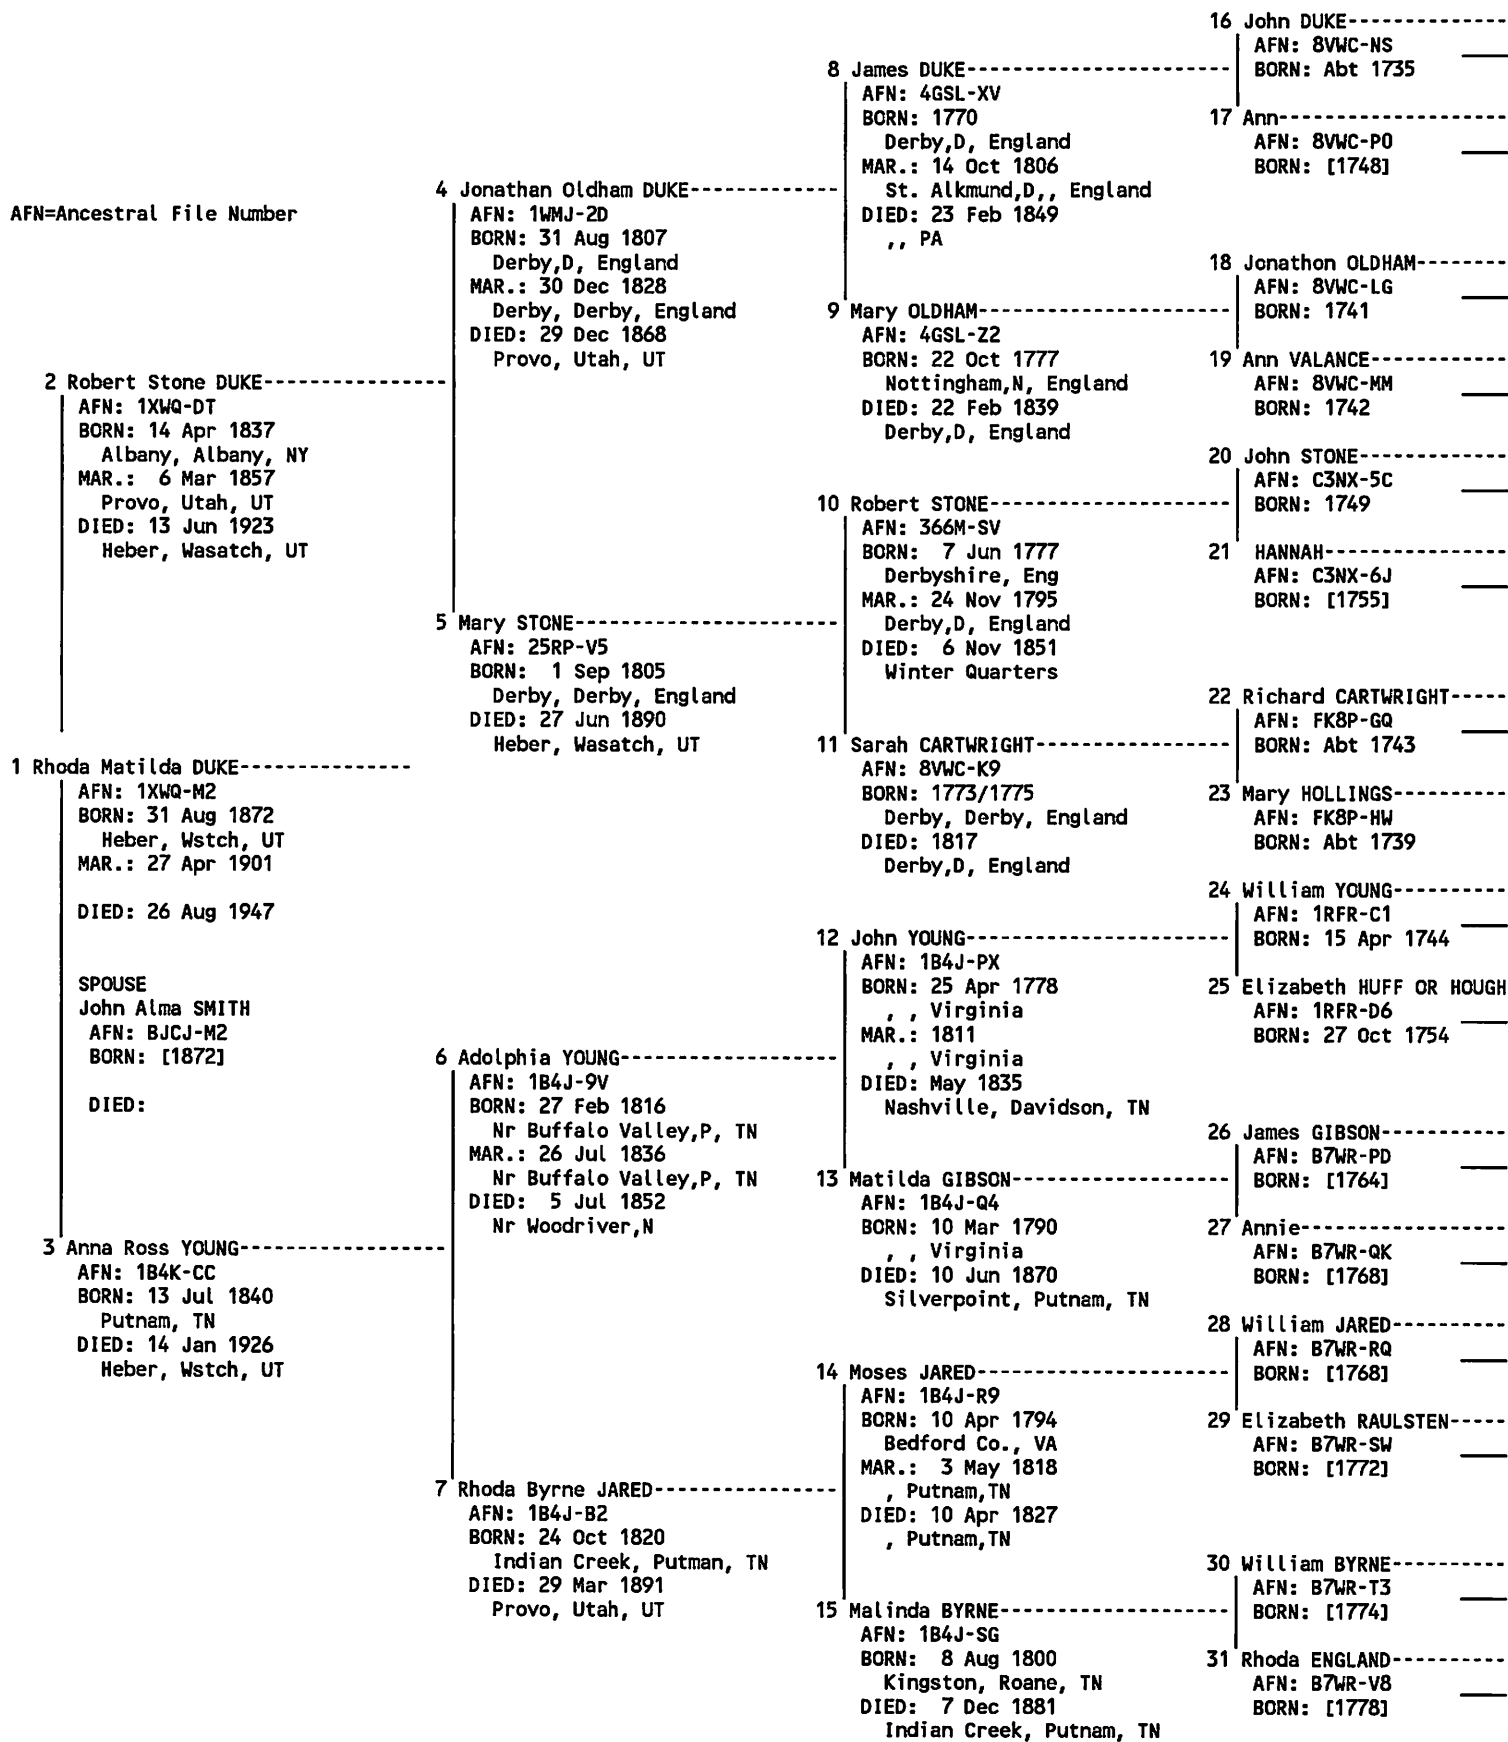 AFN=Ancestral File Number
1 Rhoda Matilda DUKE---------------
AFN: 1XWQ-M2
BORN: 31 Aug 1872
Heber, Wstch, UT
MAR.: 27 Apr 1901
DIED: 26 Aug 1947
SPOUSE
John Alma SMITH
AFN: BJCJ-M2
BORN: [1872]
DIED:
2 Robert Stone DUKE----------------
AFN: 1XWQ-DT
BORN: 14 Apr 1837
Albany, Albany, NY
MAR.: 6 Mar 1857
Provo, Utah, UT
DIED: 13 Jun 1923
Heber, Wasatch, UT
3 Anna Ross YOUNG------------------
AFN: 1B4K-CC
BORN: 13 Jul 1840
Putnam, TN
DIED: 14 Jan 1926
Heber, Wstch, UT
4 Jonathan Oldham DUKE-------------
AFN: 1WMJ-2D
BORN: 31 Aug 1807
Derby,D, England
MAR.: 30 Dec 1828
Derby, Derby, England
DIED: 29 Dec 1868
Provo, Utah, UT
5 Mary STONE-----------------------
AFN: 25RP-V5
BORN: 1 Sep 1805
Derby, Derby, England
DIED: 27 Jun 1890
Heber, Wasatch, UT
6 Adolphia YOUNG-------------------
AFN: 1B4J-9V
BORN: 27 Feb 1816
Nr Buffalo Valley,P, TN
MAR.: 26 Jul 1836
Nr Buffalo Valley,P, TN
DIED: 5 Jul 1852
Nr Woodriver,N
7 Rhoda Byrne JARED----------------
AFN: 1B4J-B2
BORN: 24 Oct 1820
Indian Creek, Putman, TN
DIED: 29 Mar 1891
Provo, Utah, UT
8 James DUKE-----------------------
AFN: 4GSL-XV
BORN: 1770
Derby,D, England
MAR.: 14 Oct 1806
St. Alkmund,D,, England
DIED: 23 Feb 1849
,, PA
9 Mary OLDHAM----------------------
AFN: 4GSL-Z2
BORN: 22 Oct 1777
Nottingham,N, England
DIED: 22 Feb 1839
Derby,D, England
10 Robert STONE---------------------
AFN: 366M-SV
BORN: 7 Jun 1777
Derbyshire, Eng
MAR.: 24 Nov 1795
Derby,D, England
DIED: 6 Nov 1851
Winter Quarters
11 Sarah CARTWRIGHT-----------------
AFN: 8VWC-K9
BORN: 1773/1775
Derby, Derby, England
DIED: 1817
Derby,D, England
12 John YOUNG-----------------------
AFN: 1B4J-PX
BORN: 25 Apr 1778
, , Virginia
MAR.: 1811
, , Virginia
DIED: May 1835
Nashville, Davidson, TN
13 Matilda GIBSON-------------------
AFN: 1B4J-Q4
BORN: 10 Mar 1790
, , Virginia
DIED: 10 Jun 1870
Silverpoint, Putnam, TN
14 Moses JARED----------------------
AFN: 1B4J-R9
BORN: 10 Apr 1794
Bedford Co., VA
MAR.: 3 May 1818
, Putnam,TN
DIED: 10 Apr 1827
, Putnam,TN
15 Malinda BYRNE--------------------
AFN: 1B4J-SG
BORN: 8 Aug 1800
Kingston, Roane, TN
DIED: 7 Dec 1881
Indian Creek, Putnam, TN
16 John DUKE--------------
AFN: 8VWC-NS
BORN: Abt 1735
17 Ann--------------------
AFN: 8VWC-P0
BORN: [1748]
18 Jonathon OLDHAM--------
AFN: 8VWC-LG
BORN: 1741
19 Ann VALANCE------------
AFN: 8VWC-MM
BORN: 1742
20 John STONE-------------
AFN: C3NX-5C
BORN: 1749
21 HANNAH----------------
AFN: C3NX-6J
BORN: [1755]
22 Richard CARTWRIGHT-----
AFN: FK8P-GQ
BORN: Abt 1743
23 Mary HOLLINGS----------
AFN: FK8P-HW
BORN: Abt 1739
24 William YOUNG----------
AFN: 1RFR-C1
BORN: 15 Apr 1744
25 Elizabeth HUFF OR HOUGH
AFN: 1RFR-D6
BORN: 27 Oct 1754
26 James GIBSON-----------
AFN: B7WR-PD
BORN: [1764]
27 Annie------------------
AFN: B7WR-QK
BORN: [1768]
28 William JARED----------
AFN: B7WR-RQ
BORN: [1768]
29 Elizabeth RAULSTEN-----
AFN: B7WR-SW
BORN: [1772]
30 William BYRNE----------
AFN: B7WR-T3
BORN: [1774]
31 Rhoda ENGLAND----------
AFN: B7WR-V8
BORN: [1778]